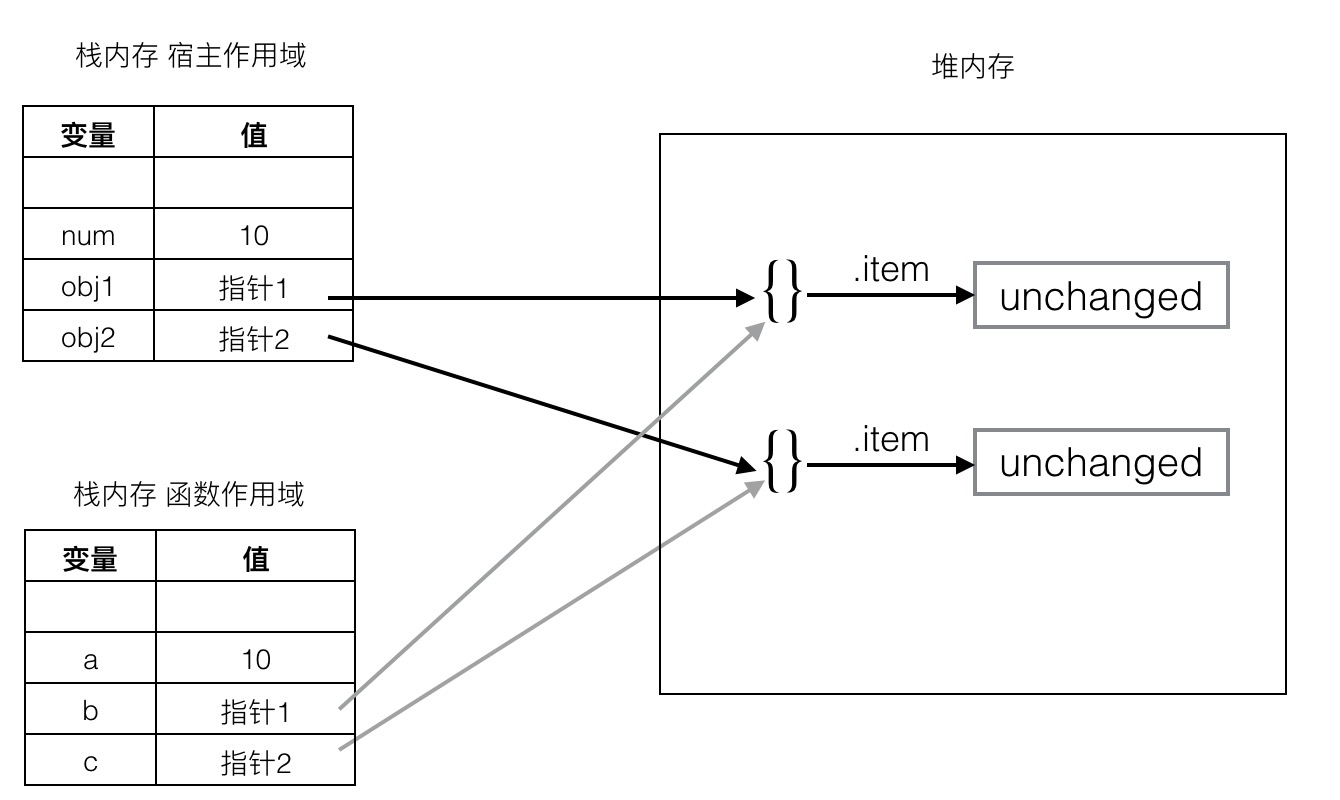 栈内存 宿主作用域
变量 值
num 10
obj1 指针1
obj2 指针2
堆内存
{} .item unchanged
{} .item unchanged
栈内存 函数作用域
变量 值
a 10
b 指针1
c 指针2